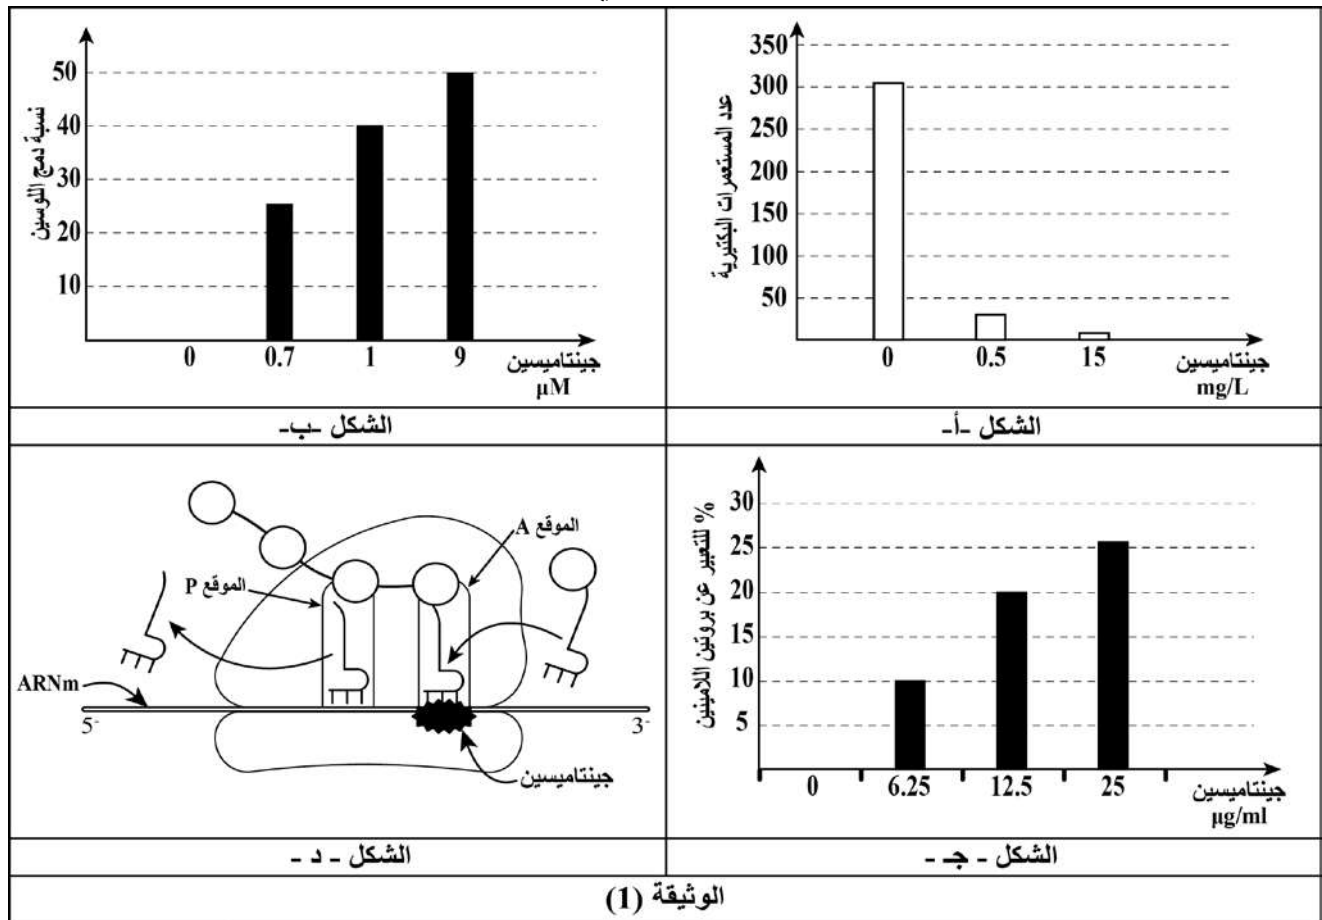 عدد المستعمرات البكتيرية
350
300
250
200
150
100
50
0 0.5 15
جينتاميسين
mg/L
الشكل -أ-
نسبة دمج اللوسين
50
40
30
20
10
0 0.7 1 9
جينتاميسين
µM
الشكل -ب-
% للتعبير عن بروتين اللامينين
30
25
20
15
10
5
0 6.25 12.5 25
جينتاميسين
µg/ml
الشكل - جـ -
الموقع A
الموقع P
ARNm
5- 3-
جينتاميسين
الشكل - د -
الوثيقة (1)